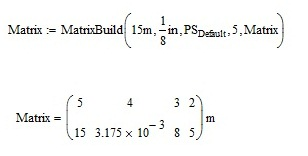 Matrix := MatrixBuild(15m, 1/8 in, PS_Default, 5, Matrix)
Matrix = (5 4 3 2
15 3.175 × 10^-3 8 5) m